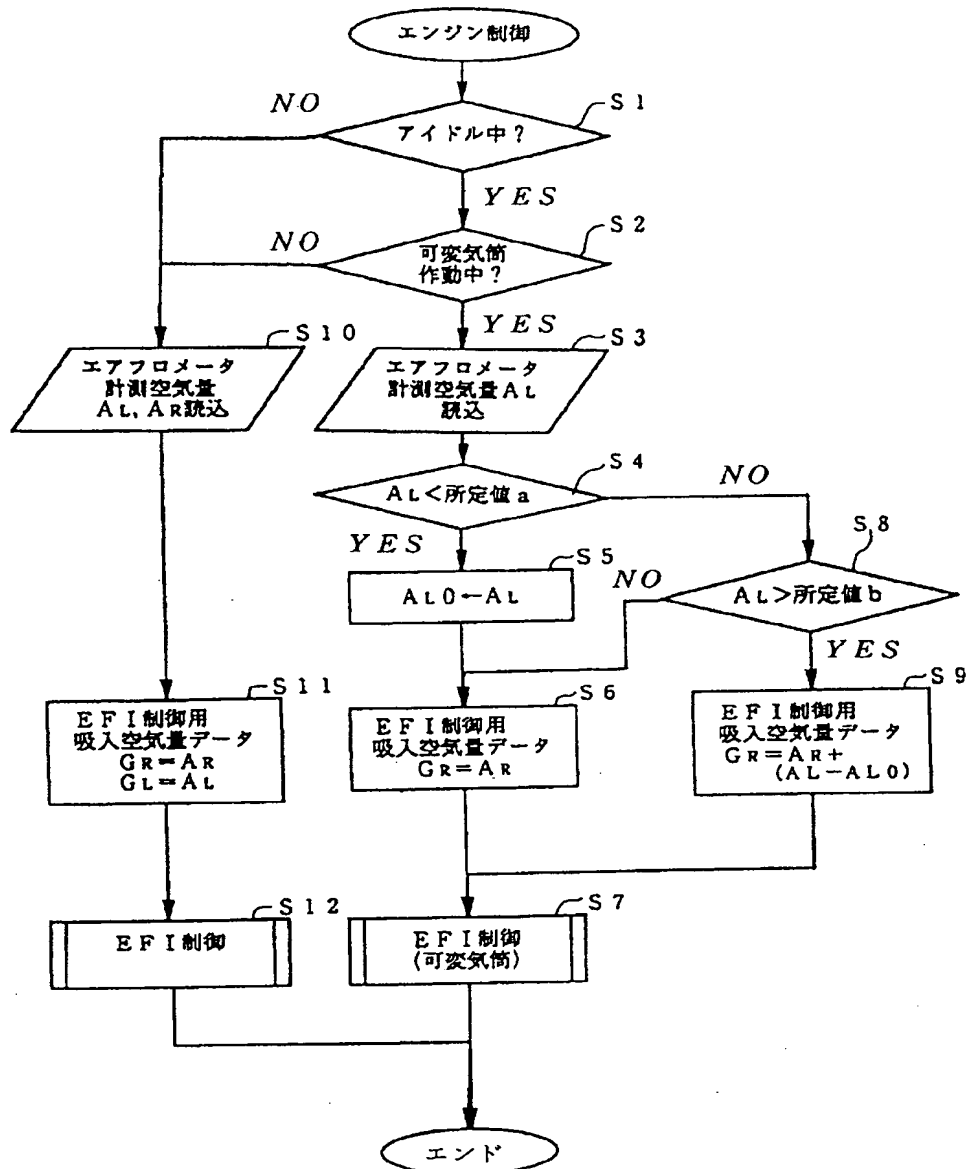 エンジン制御
NO
S1
アイドル中?
YES
NO
S2
可変気筒
作動中?
YES
S10
エアフロメータ
計測空気量
AL, AR読込
S3
エアフロメータ
計測空気量AL
読込
S4
AL<所定値a
NO
YES
S5
AL0←AL
S8
NO
AL>所定値b
YES
S11
EFI制御用
吸入空気量データ
GR=AR
GL=AL
S6
EFI制御用
吸入空気量データ
GR=AR
S9
EFI制御用
吸入空気量データ
GR=AR+
(AL-AL0)
S12
EFI制御
S7
EFI制御
(可変気筒)
エンド